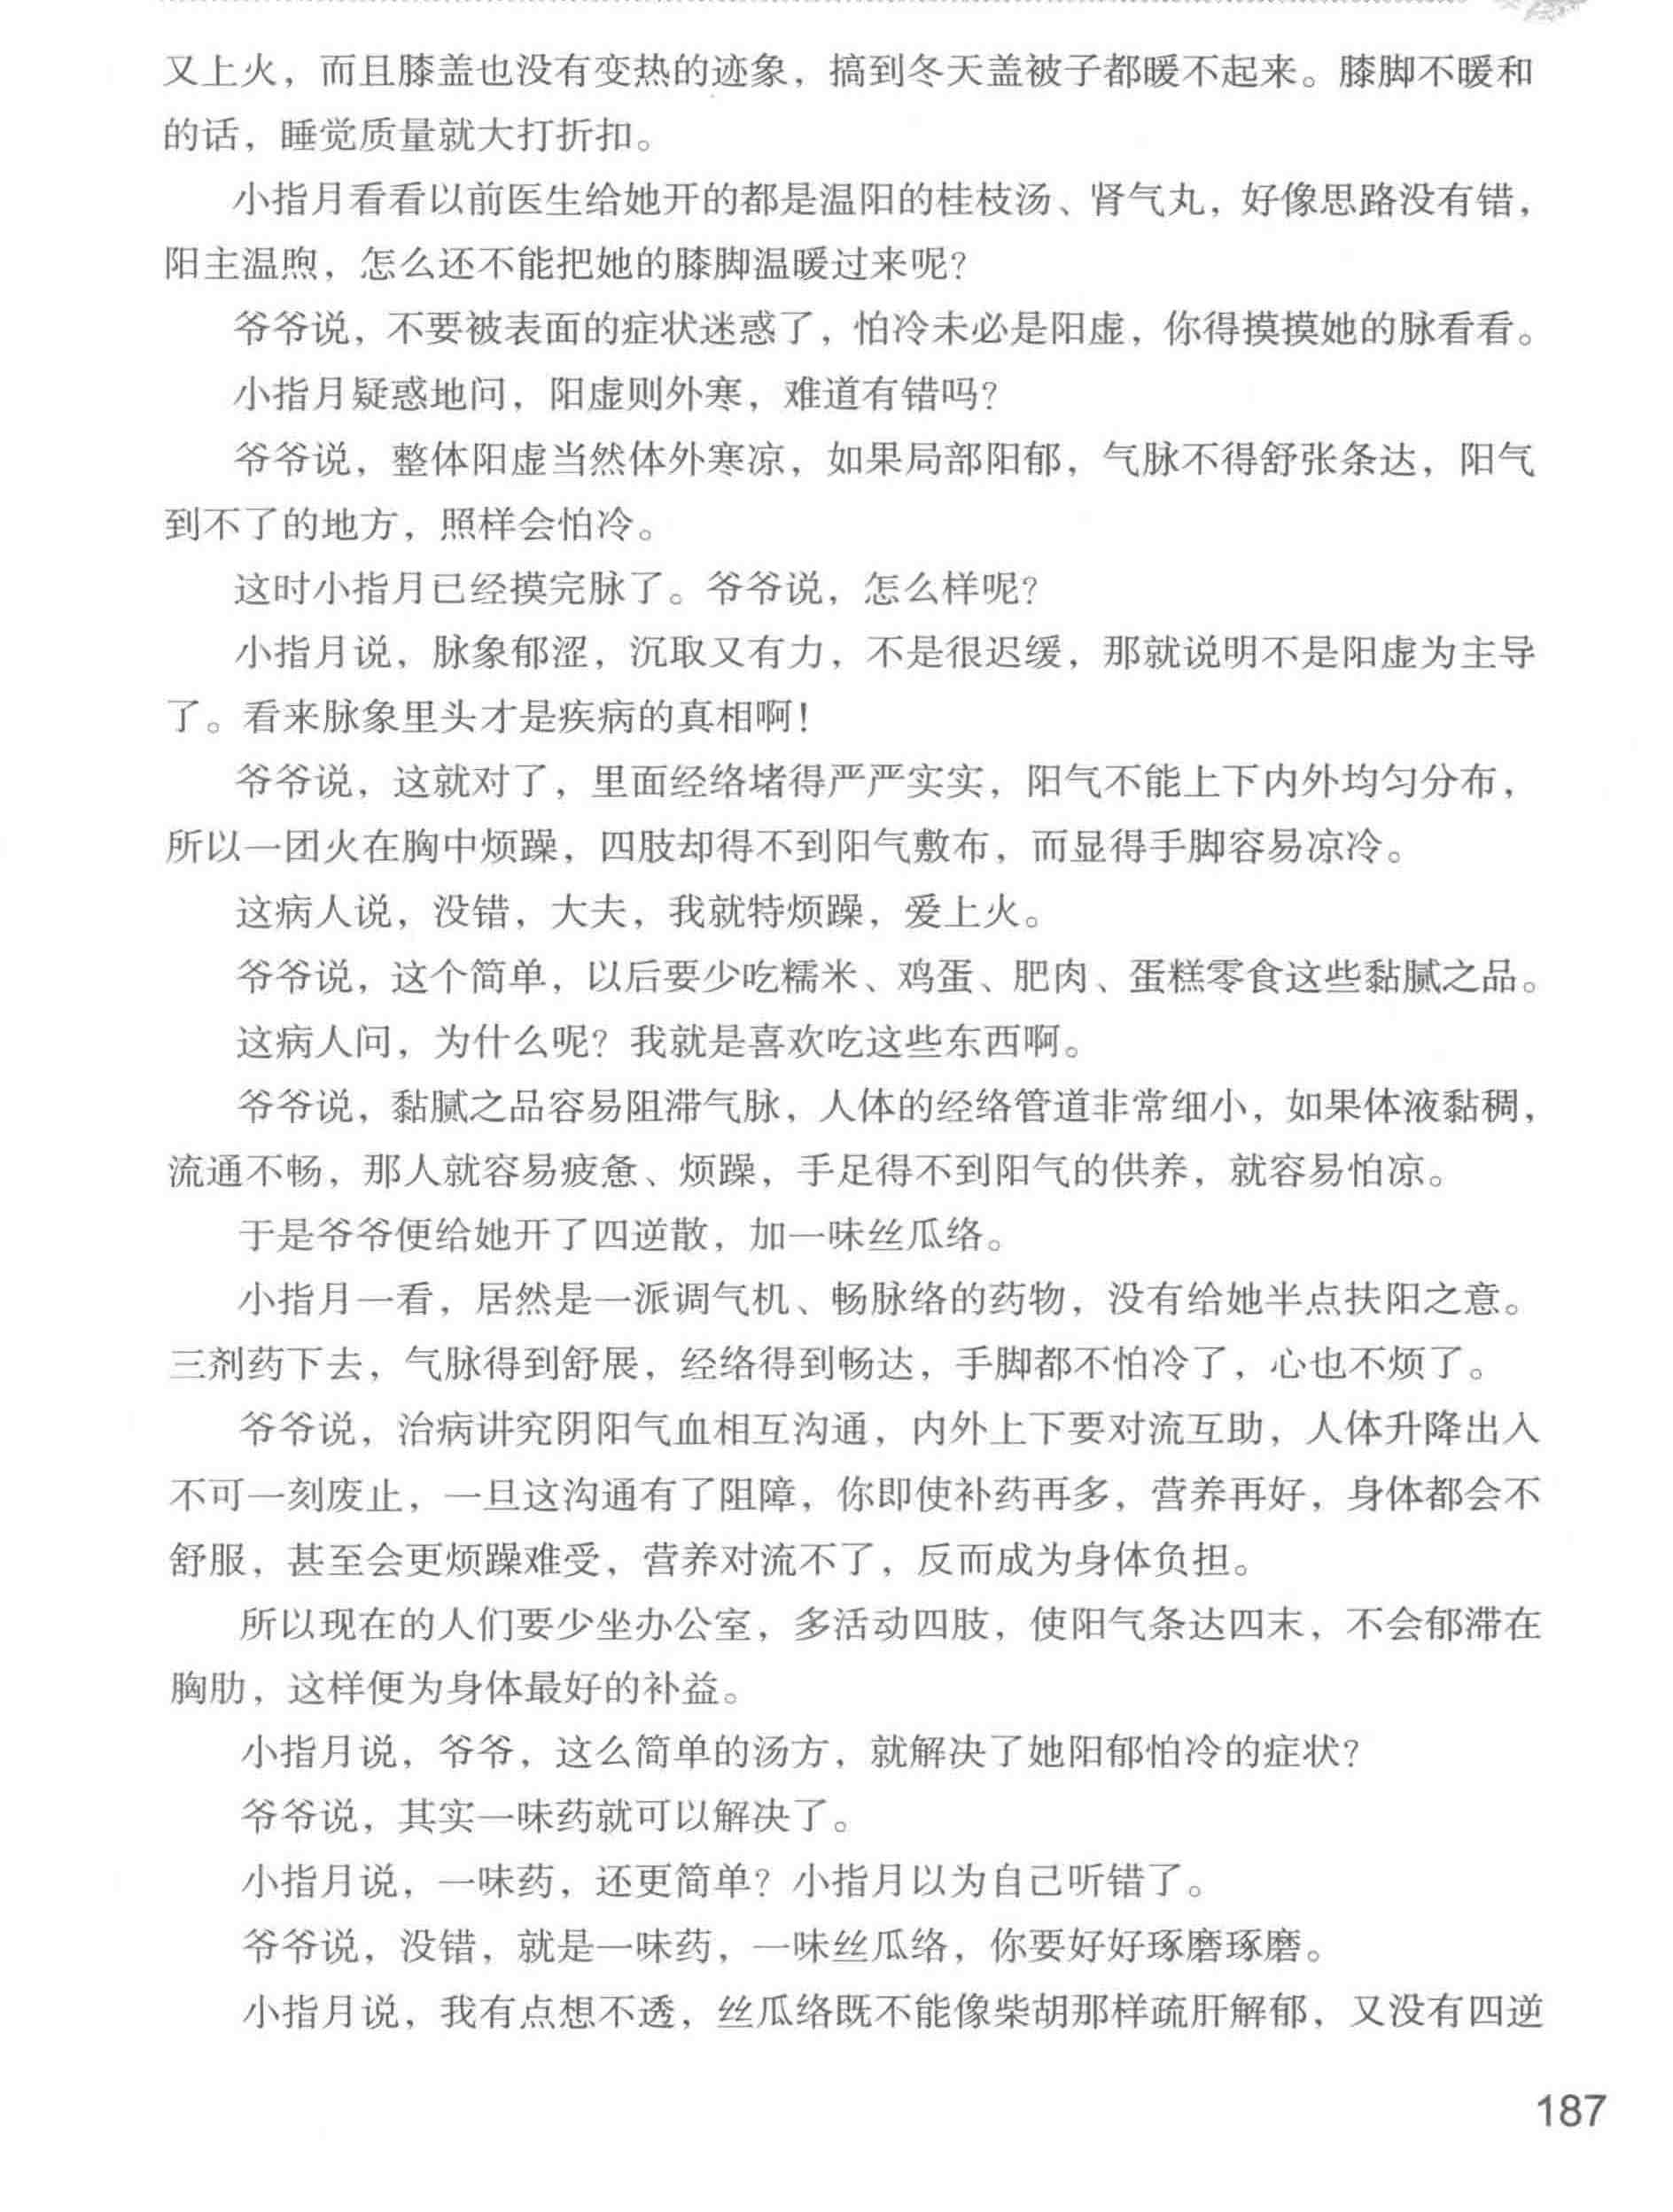 又上火，而且膝盖也没有变热的迹象，搞到冬天盖被子都暖不起来。膝脚不暖和
的话，睡觉质量就大打折扣。
小指月看看以前医生给她开的都是温阳的桂枝汤、肾气丸，好像思路没有错，
阳主温煦，怎么还不能把她的膝脚温暖过来呢？
爷爷说，不要被表面的症状迷惑了，怕冷未必是阳虚，你得摸摸她的脉看看。
小指月疑惑地问，阳虚则外寒，难道有错吗？
爷爷说，整体阳虚当然体外寒凉，如果局部阳郁，气脉不得舒张条达，阳气
到不了的地方，照样会怕冷。
这时小指月已经摸完脉了。爷爷说，怎么样呢？
小指月说，脉象郁涩，沉取又有力，不是很迟缓，那就说明不是阳虚为主导
了。看来脉象里头才是疾病的真相啊！
爷爷说，这就对了，里面经络堵得严严实实，阳气不能上下内外均匀分布，
所以一团火在胸中烦躁，四肢却得不到阳气敷布，而显得手脚容易凉冷。
这病人说，没错，大夫，我就特烦躁，爱上火。
爷爷说，这个简单，以后要少吃糯米、鸡蛋、肥肉、蛋糕零食这些黏腻之品。
这病人问，为什么呢？我就是喜欢吃这些东西啊。
爷爷说，黏腻之品容易阻滞气脉，人体的经络管道非常细小，如果体液黏稠，
流通不畅，那人就容易疲惫、烦躁，手足得不到阳气的供养，就容易怕凉。
于是爷爷便给她开了四逆散，加一味丝瓜络。
小指月一看，居然是一派调气机、畅脉络的药物，没有给她半点扶阳之意。
三剂药下去，气脉得到舒展，经络得到畅达，手脚都不怕冷了，心也不烦了。
爷爷说，治病讲究阴阳气血相互沟通，内外上下要对流互助，人体升降出入
不可一刻废止，一旦这沟通有了阻障，你即使补药再多，营养再好，身体都会不
舒服，甚至会更烦躁难受，营养对流不了，反而成为身体负担。
所以现在的人们要少坐办公室，多活动四肢，使阳气条达四末，不会郁滞在
胸肋，这样便为身体最好的补益。
小指月说，爷爷，这么简单的汤方，就解决了她阳郁怕冷的症状？
爷爷说，其实一味药就可以解决了。
小指月说，一味药，还更简单？小指月以为自己听错了。
爷爷说，没错，就是一味药，一味丝瓜络，你要好好琢磨琢磨。
小指月说，我有点想不透，丝瓜络既不能像柴胡那样疏肝解郁，又没有四逆
187